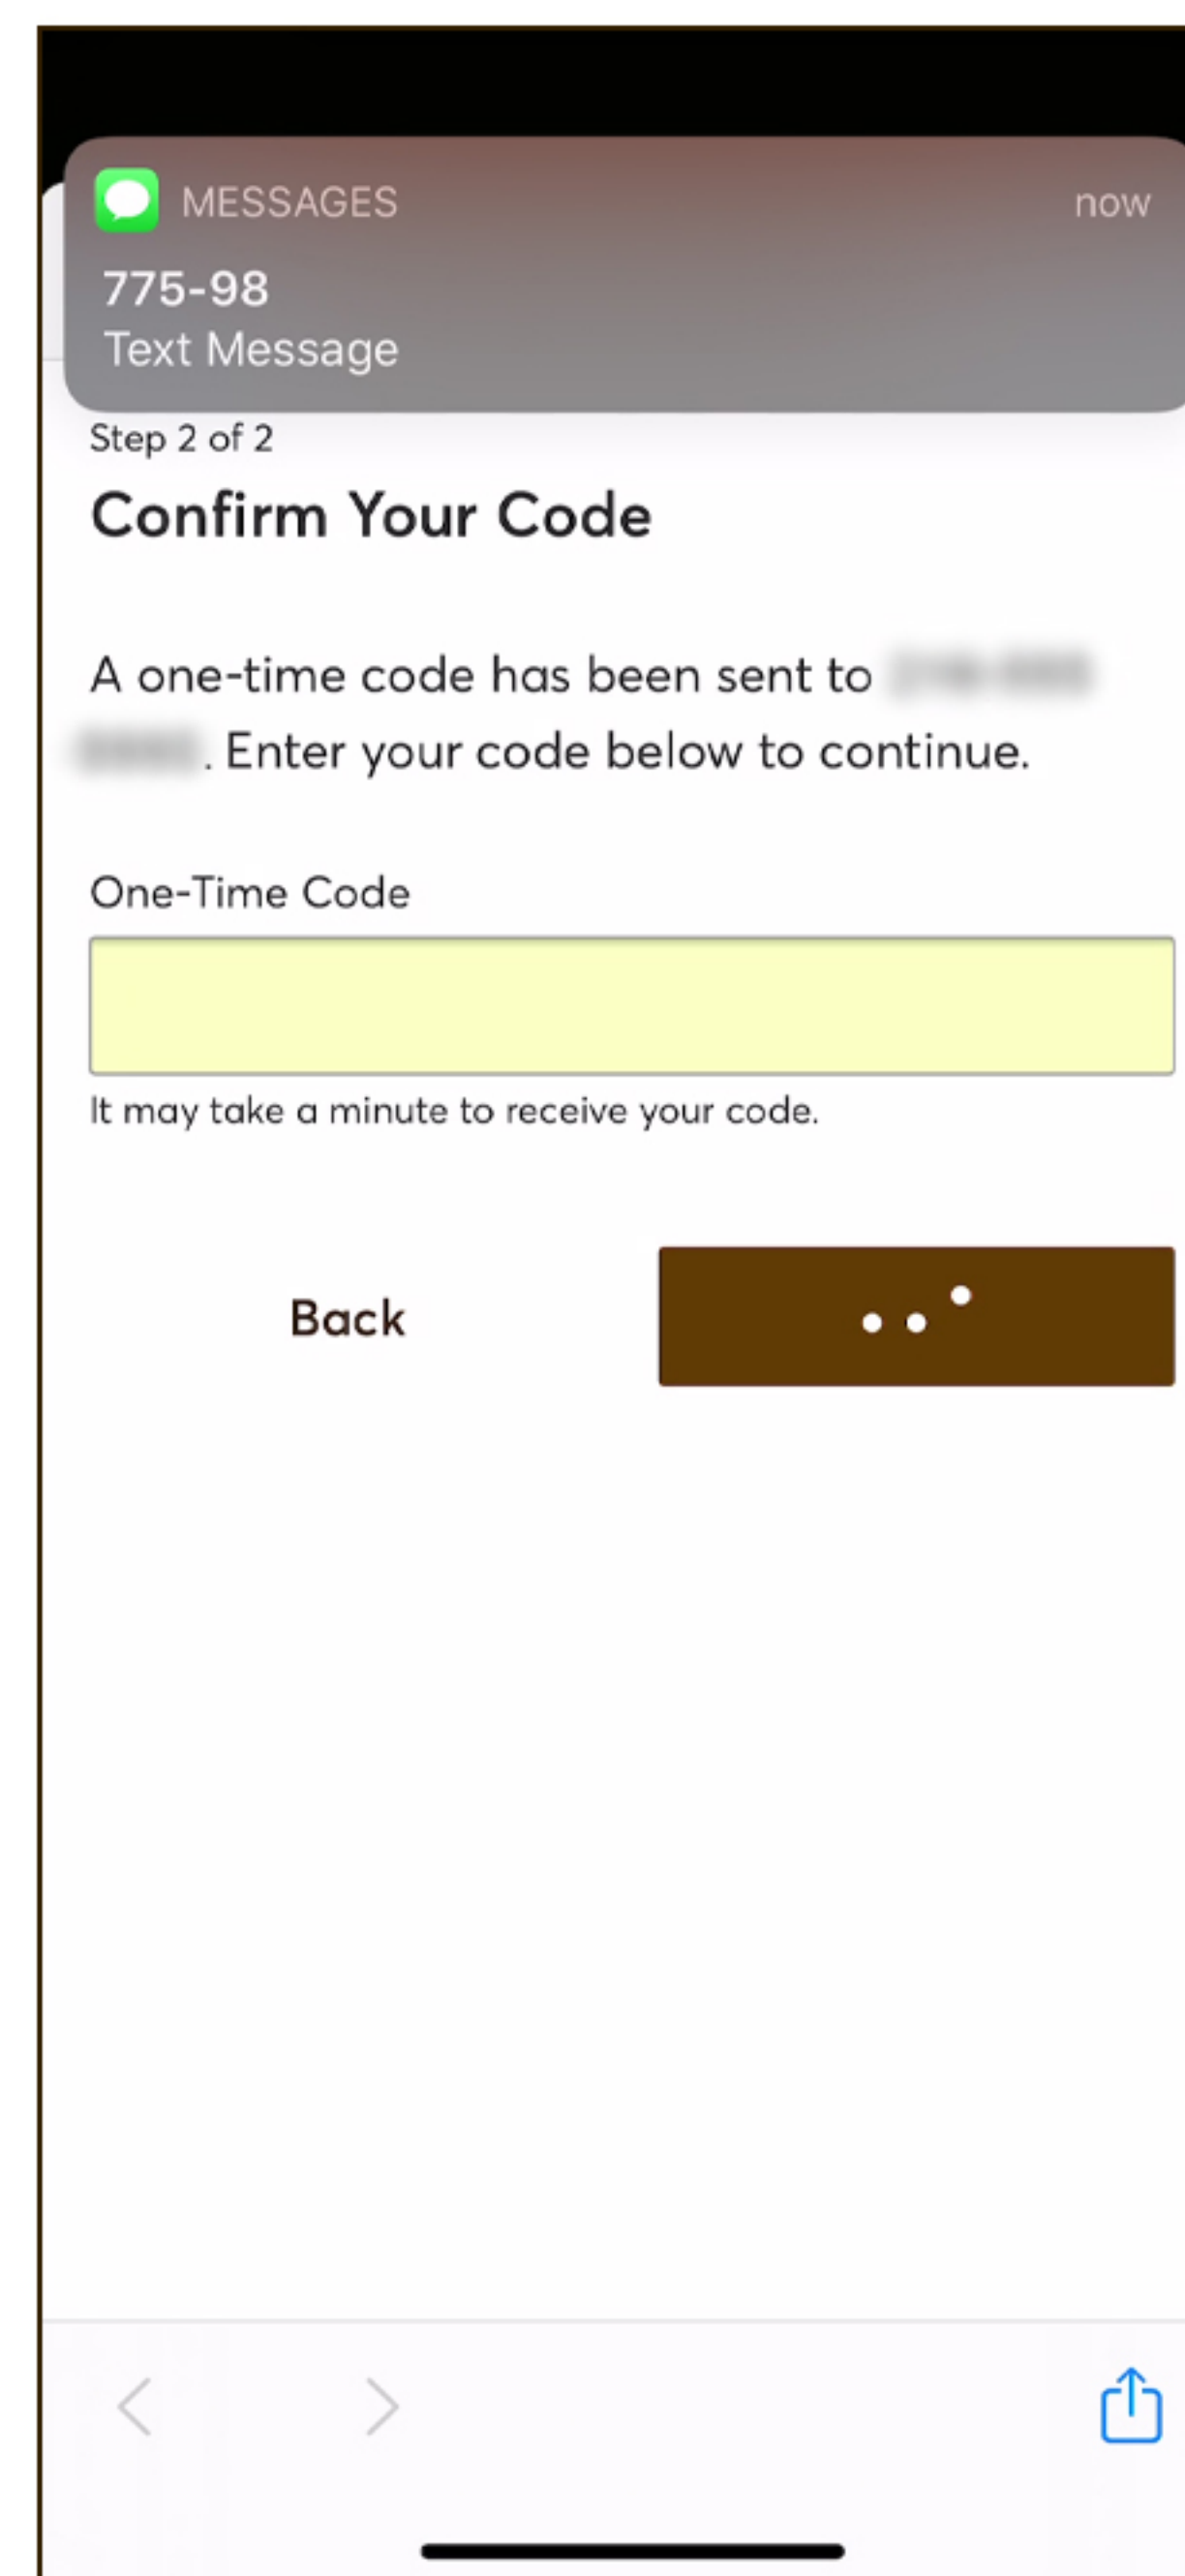 MESSAGES now
775-98
Text Message
Step 2 of 2
Confirm Your Code
A one-time code has been sent to
. Enter your code below to continue.
One-Time Code
It may take a minute to receive your code.
Back